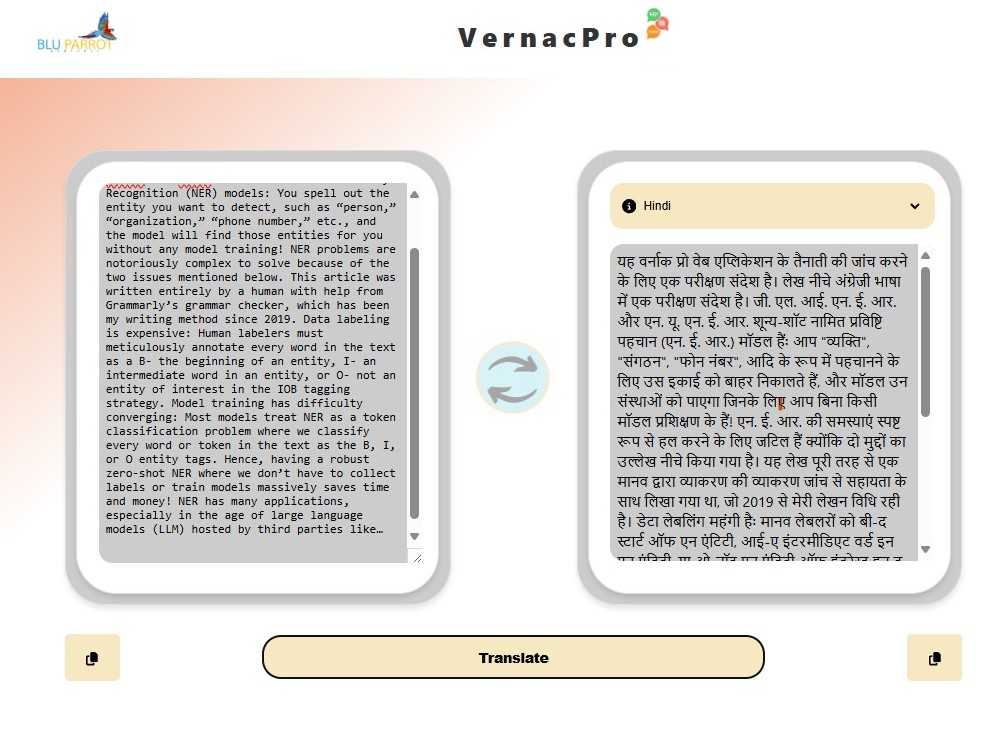 BLU PARROT
VernacPro
Recognition (NER) models: You spell out the
entity you want to detect, such as “person,”
“organization,” “phone number,” etc., and
the model will find those entities for you
without any model training! NER problems are
notoriously complex to solve because of the
two issues mentioned below. This article was
written entirely by a human with help from
Grammarly’s grammar checker, which has been
my writing method since 2019. Data labeling
is expensive: Human labelers must
meticulously annotate every word in the text
as a B- the beginning of an entity, I- an
intermediate word in an entity, or O- not an
entity of interest in the IOB tagging
strategy. Model training has difficulty
converging: Most models treat NER as a token
classification problem where we classify
every word or token in the text as the B, I,
or O entity tags. Hence, having a robust
zero-shot NER where we don’t have to collect
labels or train models massively saves time
and money! NER has many applications,
especially in the age of large language
models (LLM) hosted by third parties like…
Hindi
यह वर्नाक प्रो वेब एप्लिकेशन के तैनाती की जांच करने
के लिए एक परीक्षण संदेश है। लेख नीचे अंग्रेजी भाषा
में एक परीक्षण संदेश है। जी. एल. आई. एन. ई. आर.
और एन. यू. एन. ई. आर. शून्य-शॉट नामित प्रविष्टि
पहचान (एन. ई. आर.) मॉडल हैंः आप "व्यक्ति",
"संगठन", "फोन नंबर", आदि के रूप में पहचानने के
लिए उस इकाई को बाहर निकालते हैं, और मॉडल उन
संस्थाओं को पाएगा जिनके लिए आप बिना किसी
मॉडल प्रशिक्षण के हैं! एन. ई. आर. की समस्याएं स्पष्ट
रूप से हल करने के लिए जटिल हैं क्योंकि दो मुद्दों का
उल्लेख नीचे किया गया है। यह लेख पूरी तरह से एक
मानव द्वारा व्याकरण की व्याकरण जांच से सहायता के
साथ लिखा गया था, जो 2019 से मेरी लेखन विधि रही
है। डेटा लेबलिंग महंगी हैः मानव लेबलरों को बी-द
स्टार्ट ऑफ एन एंटिटी, आई-ए इंटरमीडिएट वर्ड इन
Translate